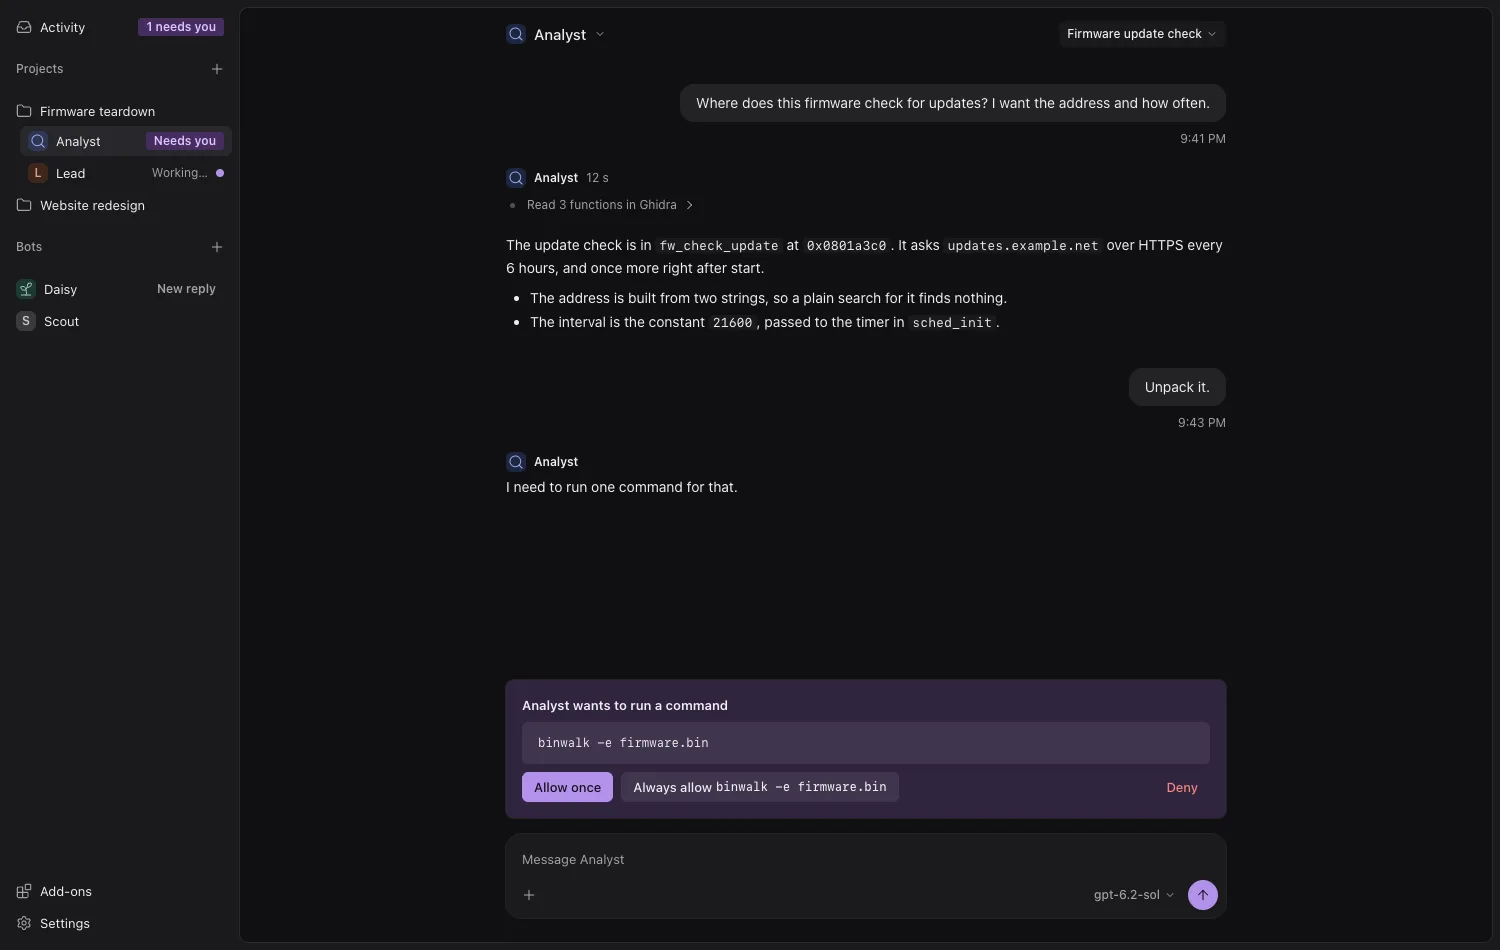 Activity
1 needs you
Projects
Firmware teardown
Analyst
Needs you
L
Lead
Working...
Website redesign
Bots
Daisy
New reply
S
Scout
Add-ons
Settings
Analyst
Firmware update check
Where does this firmware check for updates? I want the address and how often.
9:41 PM
Analyst 12 s
Read 3 functions in Ghidra
The update check is in fw_check_update at 0x0801a3c0. It asks updates.example.net over HTTPS every
6 hours, and once more right after start.
• The address is built from two strings, so a plain search for it finds nothing.
• The interval is the constant 21600, passed to the timer in sched_init.
Unpack it.
9:43 PM
Analyst
I need to run one command for that.
Analyst wants to run a command
binwalk -e firmware.bin
Allow once
Always allow binwalk -e firmware.bin
Deny
Message Analyst
gpt-6.2-sol